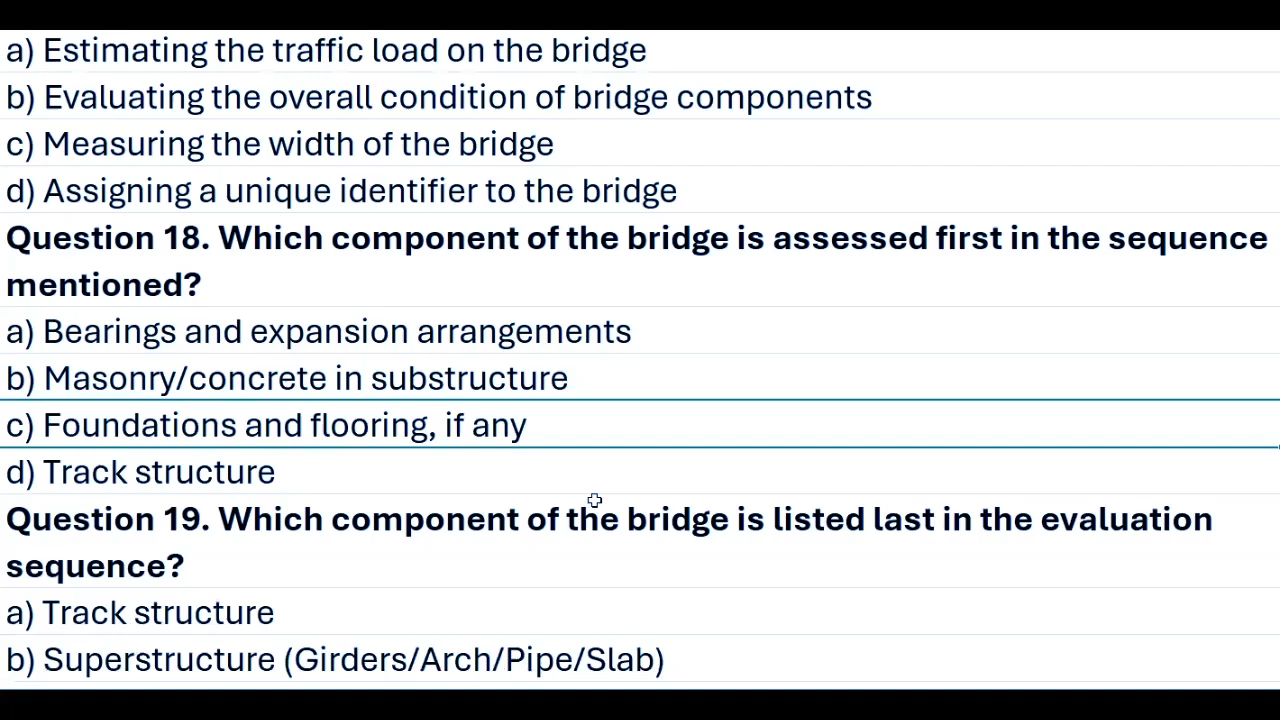 a) Estimating the traffic load on the bridge
b) Evaluating the overall condition of bridge components
c) Measuring the width of the bridge
d) Assigning a unique identifier to the bridge
Question 18. Which component of the bridge is assessed first in the sequence
mentioned?
a) Bearings and expansion arrangements
b) Masonry/concrete in substructure
c) Foundations and flooring, if any
d) Track structure
Question 19. Which component of the bridge is listed last in the evaluation
sequence?
a) Track structure
b) Superstructure (Girders/Arch/Pipe/Slab)